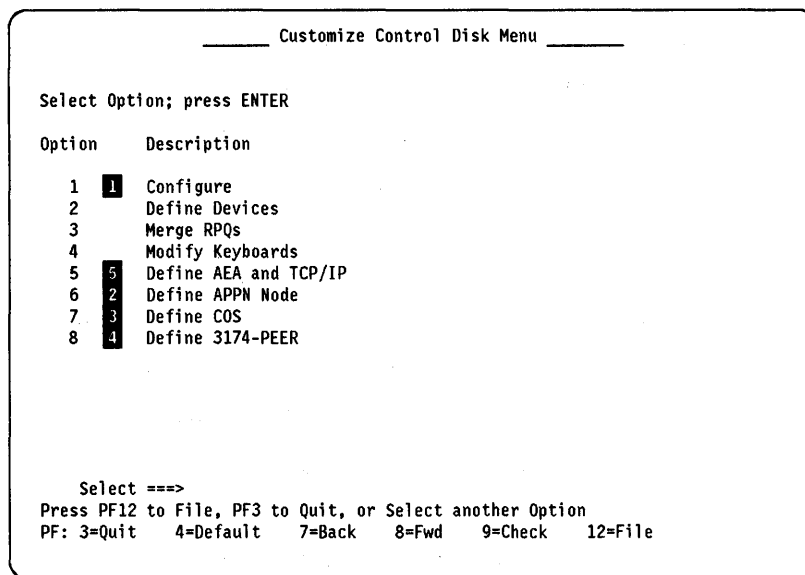 _______ Customize Control Disk Menu ________
Select Option; press ENTER
Option Description
1 1 Configure
2 Define Devices
3 Merge RPQs
4 Modify Keyboards
5 5 Define AEA and TCP/IP
6 2 Define APPN Node
7 3 Define COS
8 4 Define 3174-PEER
Select ===>
Press PF12 to File, PF3 to Quit, or Select another Option
PF: 3=Quit 4=Default 7=Back 8=Fwd 9=Check 12=File